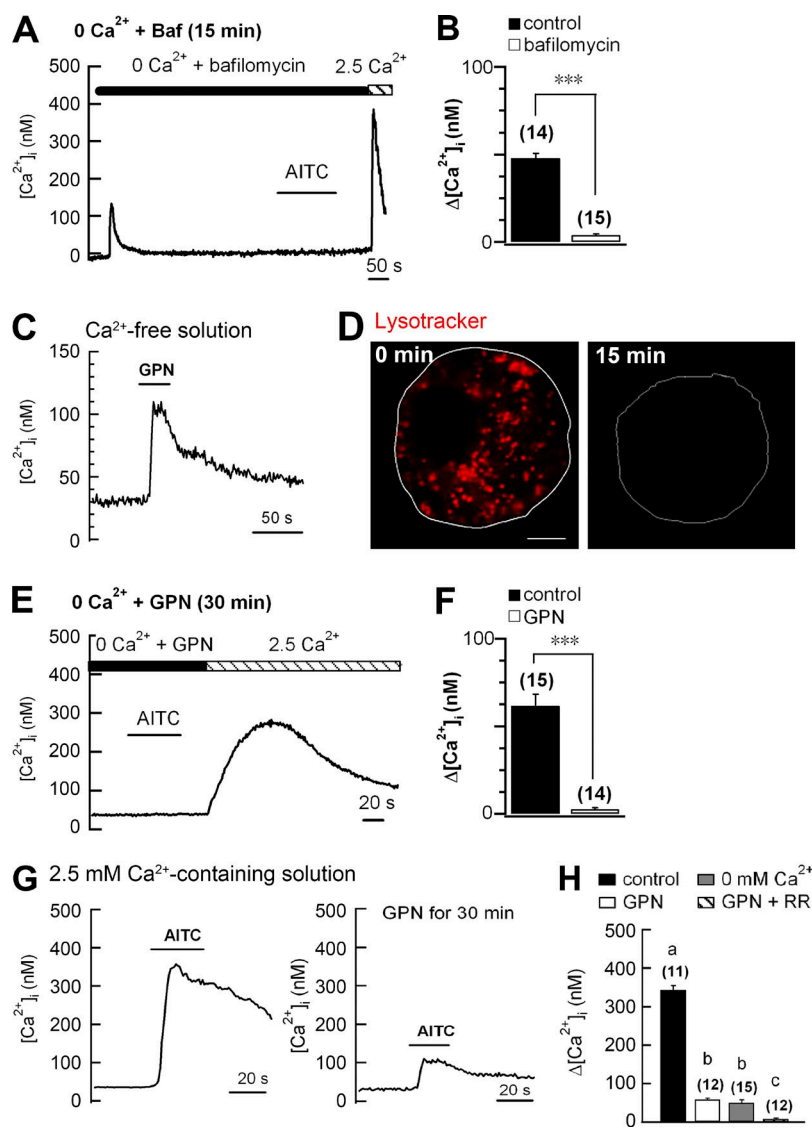 A
0 Ca²⁺ + Baf (15 min)
0 Ca²⁺ + bafilomycin
2.5 Ca²⁺
500
400
300
200
100
0
[Ca²⁺]ᵢ (nM)
AITC
50 s
B
control
bafilomycin
***
100
0
Δ[Ca²⁺]ᵢ (nM)
(14)
(15)
C
Ca²⁺-free solution
150
100
50
0
[Ca²⁺]ᵢ (nM)
GPN
50 s
D
Lysotracker
0 min
15 min
E
0 Ca²⁺ + GPN (30 min)
0 Ca²⁺ + GPN
2.5 Ca²⁺
500
400
300
200
100
0
[Ca²⁺]ᵢ (nM)
AITC
20 s
F
control
GPN
***
100
0
Δ[Ca²⁺]ᵢ (nM)
(15)
(14)
G
2.5 mM Ca²⁺-containing solution
500
400
300
200
100
0
[Ca²⁺]ᵢ (nM)
AITC
20 s
GPN for 30 min
500
400
300
200
100
0
[Ca²⁺]ᵢ (nM)
AITC
20 s
H
control
0 mM Ca²⁺
GPN
GPN + RR
500
400
300
200
100
0
Δ[Ca²⁺]ᵢ (nM)
a
(11)
b
(12)
b
(15)
c
(12)